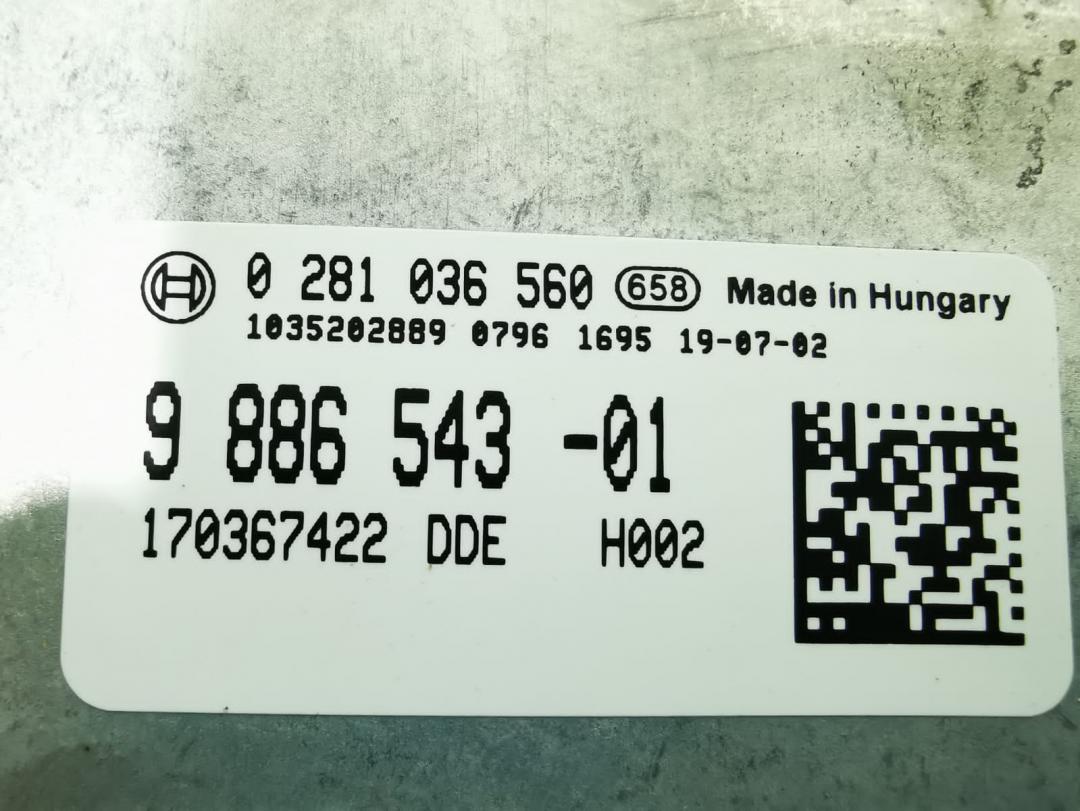 0 281 036 560 658 Made in Hungary
1035202889 0796 1695 19-07-02
9 886 543 -01
170367422 DDE H002